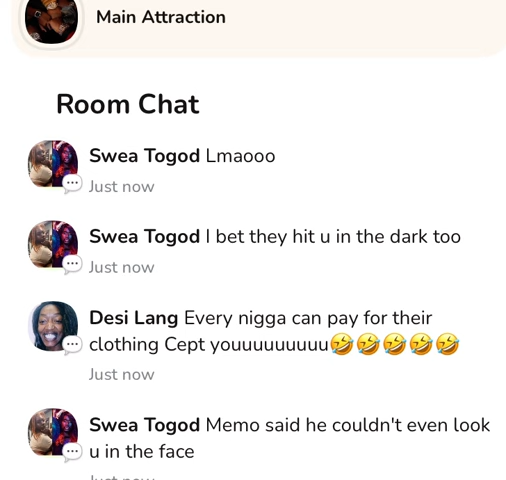 Main Attraction
Room Chat
Swea Togod Lmaooo
Just now
Swea Togod I bet they hit u in the dark too
Just now
Desi Lang Every nigga can pay for their
clothing Cept youuuuuuuuu🤣🤣🤣🤣🤣
Just now
Swea Togod Memo said he couldn't even look
u in the face
Just now